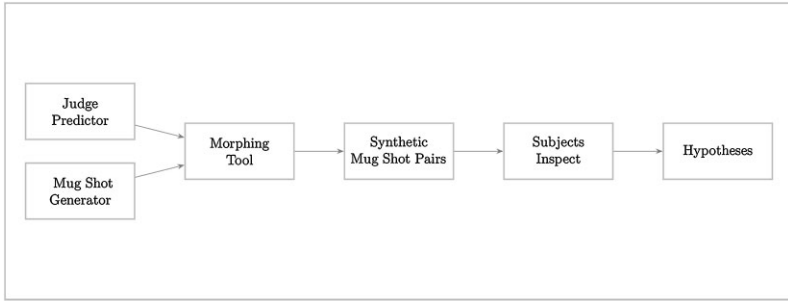 Judge
Predictor
Mug Shot
Generator
Morphing
Tool
Synthetic
Mug Shot Pairs
Subjects
Inspect
Hypotheses